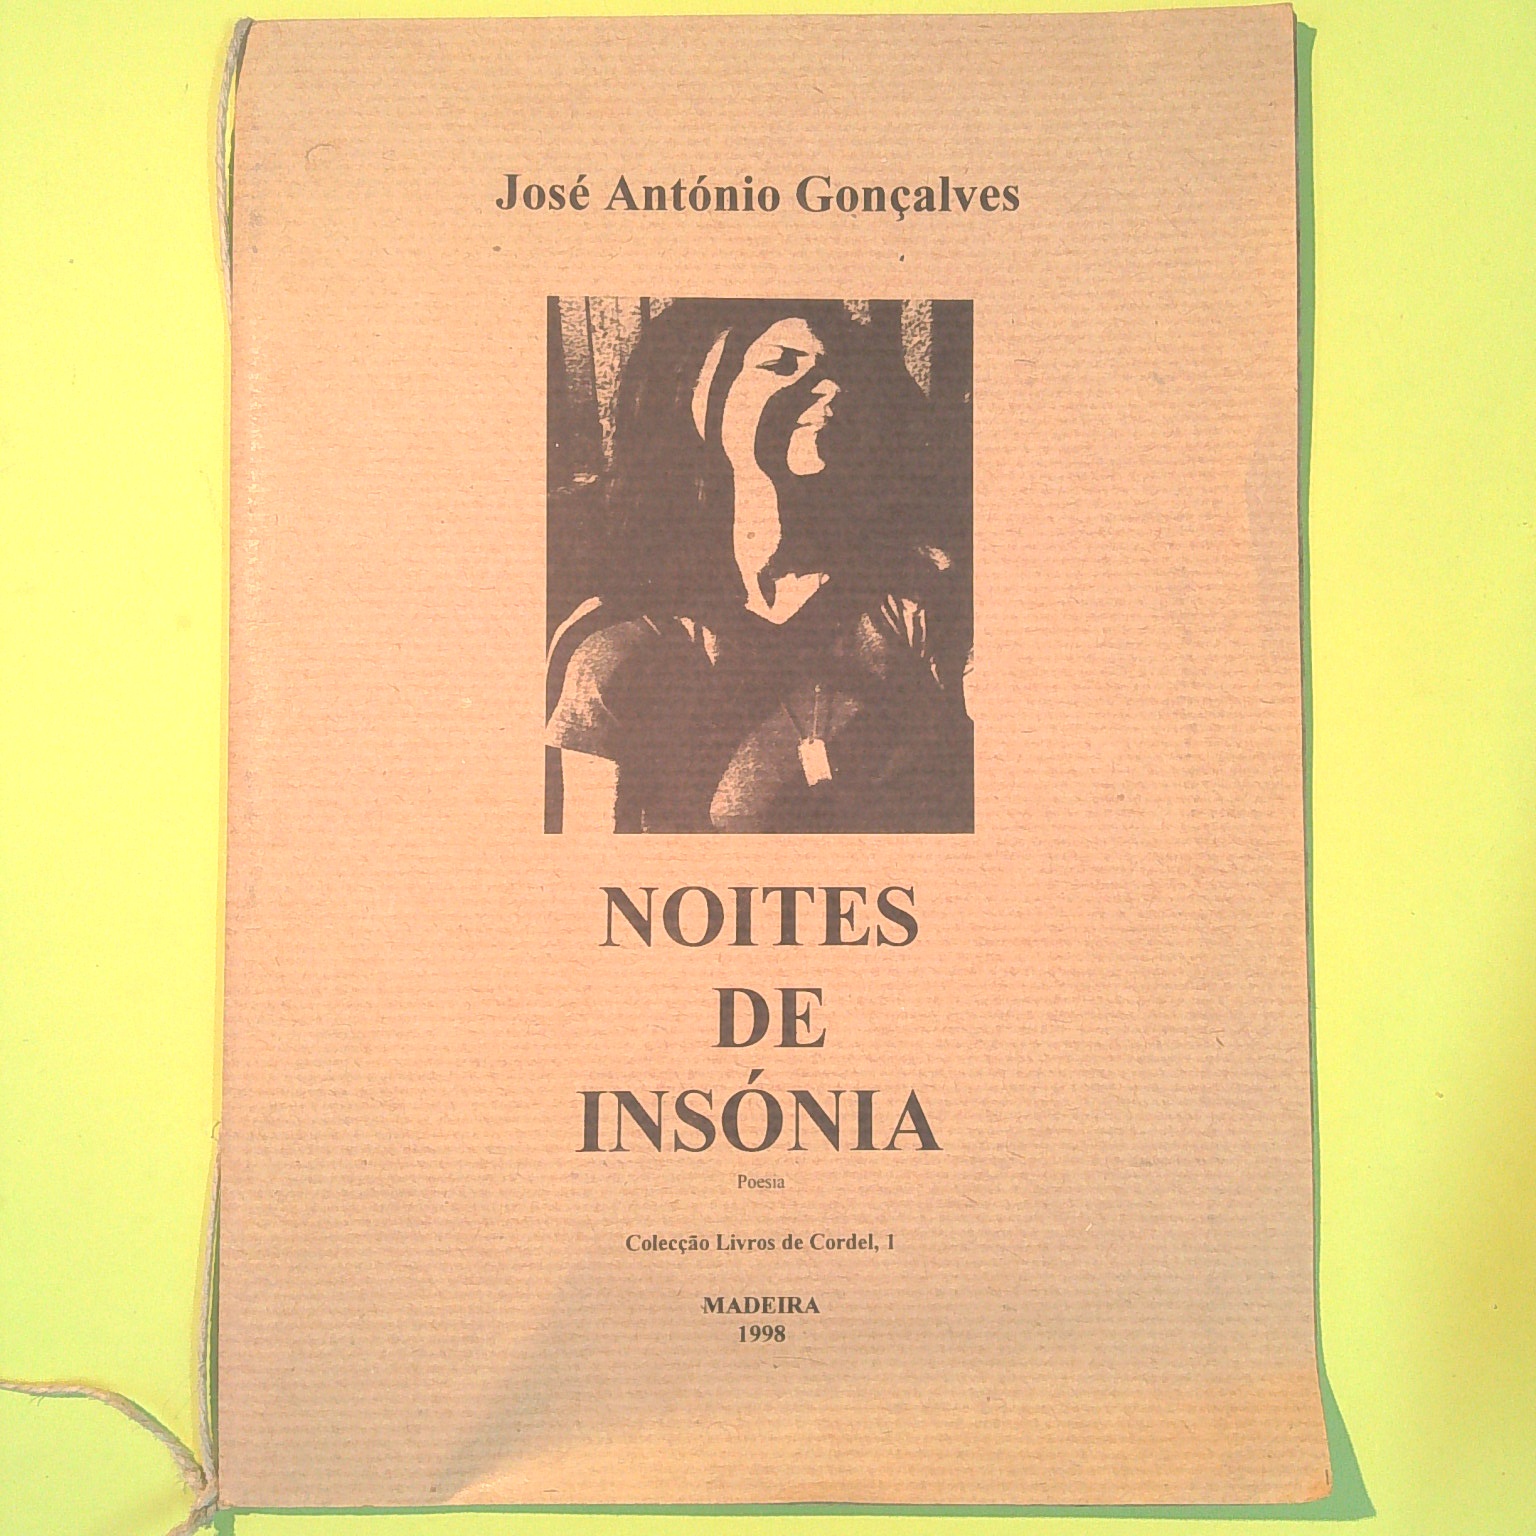 José António Gonçalves
NOITES
DE
INSÓNIA
Poesia
Colecção Livros de Cordel, 1
MADEIRA
1998